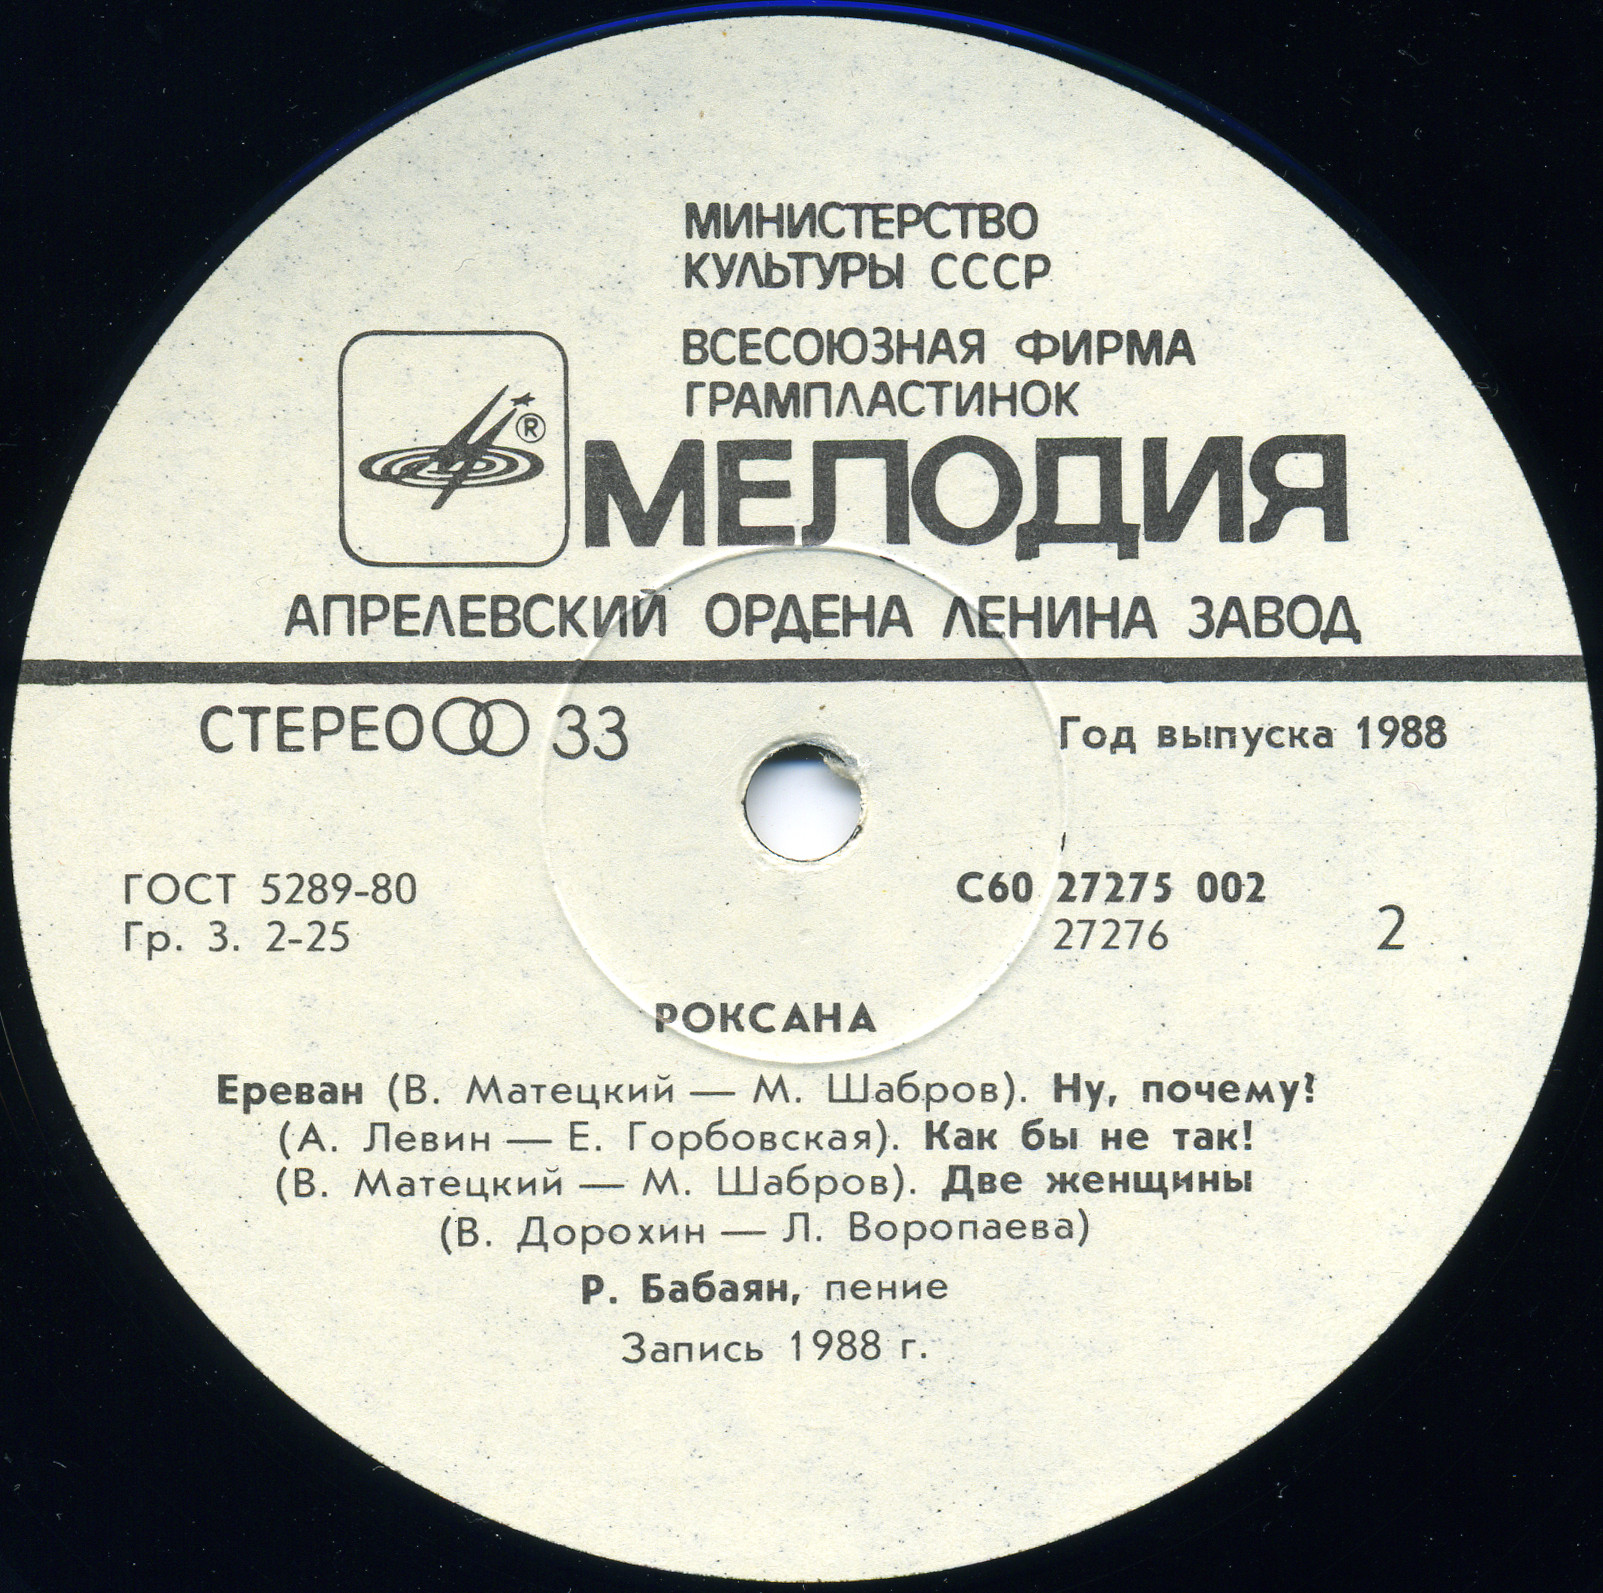 МИНИСТЕРСТВО
КУЛЬТУРЫ СССР
ВСЕСОЮЗНАЯ ФИРМА
ГРАМПЛАСТИНОК
®
МЕЛОДИЯ
АПРЕЛЕВСКИЙ ОРДЕНА ЛЕНИНА ЗАВОД
СТЕРЕО 33
Год выпуска 1988
ГОСТ 5289-80
Гр. 3. 2-25
С60 27275 002
27276
2
РОКСАНА
Ереван (В. Матецкий — М. Шабров). Ну, почему?
(А. Левин — Е. Горбовская). Как бы не так!
(В. Матецкий — М. Шабров). Две женщины
(В. Дорохин — Л. Воропаева)
Р. Бабаян, пение
Запись 1988 г.